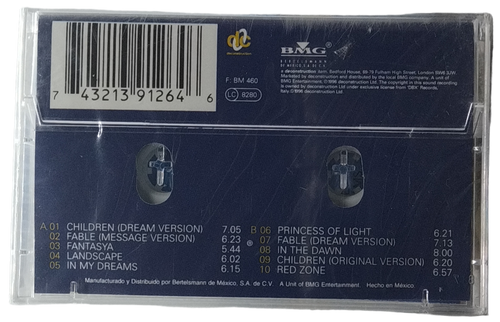 7 43213 91264 6
F: BM 460
LC 8280
BMG
BERTELSMANN
DE MEXICO S.A. DE C.V.
A 01 CHILDREN (DREAM VERSION) 7.05
02 FABLE (MESSAGE VERSION) 6.23
03 FANTASYA 5.44
04 LANDSCAPE 6.02
05 IN MY DREAMS 6.15
B 06 PRINCESS OF LIGHT 6.21
07 FABLE (DREAM VERSION) 7.13
08 IN THE DAWN 8.00
09 CHILDREN (ORIGINAL VERSION) 6.20
10 RED ZONE 6.57
Manufacturado y Distribuido por Bertelsmann de México, S.A. de C.V. A Unit of BMG Entertainment. Hecho en México.